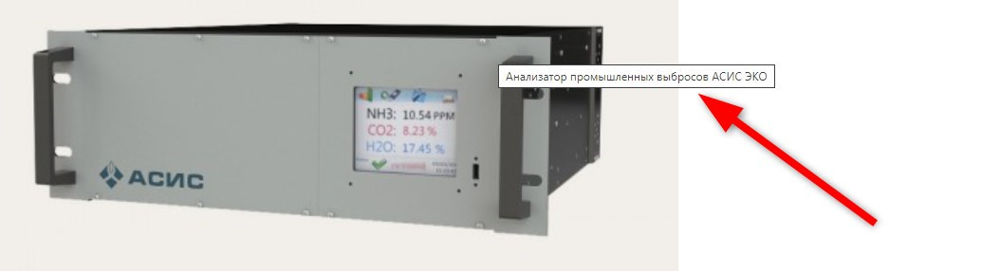 Анализатор промышленных выбросов АСИС ЭКО
NH3: 10.54 PPM
CO2: 8.23 %
H2O: 17.45 %
АСИС